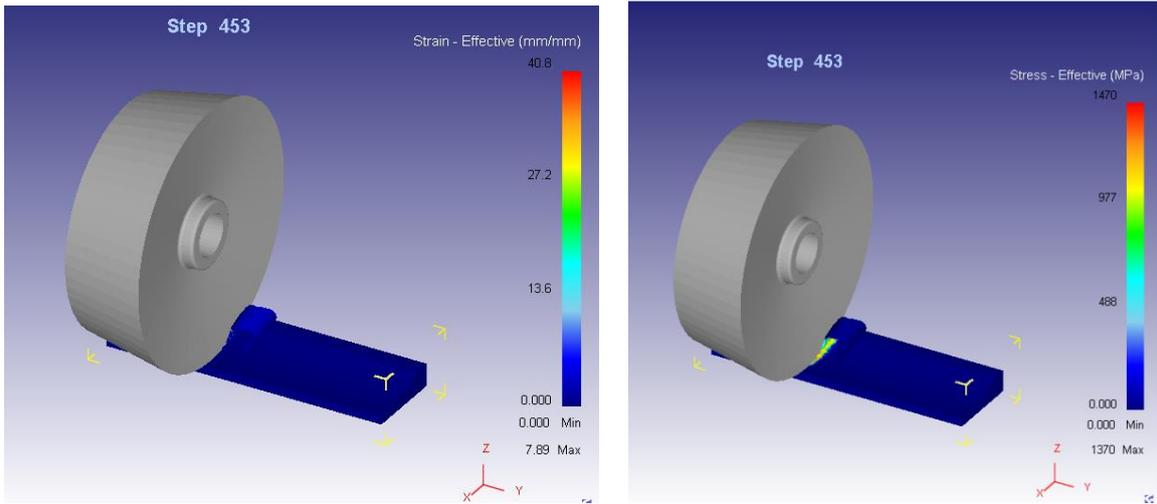 Step 453
Strain - Effective (mm/mm)
40.8
27.2
13.6
0.000
0.000 Min
7.89 Max
Z
X
Y
Step 453
Stress - Effective (MPa)
1470
977
488
0.000
0.000 Min
1370 Max
Z
X
Y